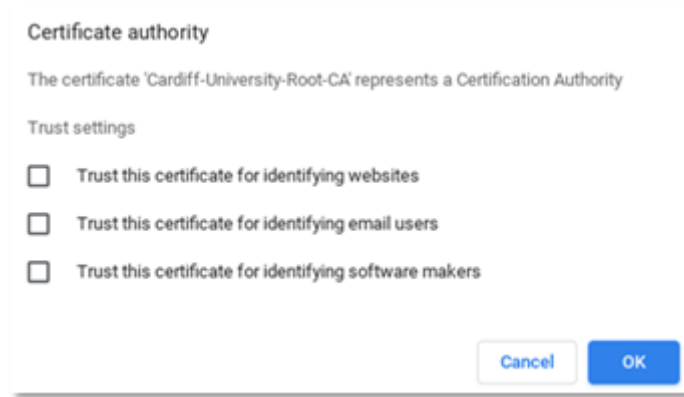 Certificate authority
The certificate 'Cardiff-University-Root-CA' represents a Certification Authority
Trust settings
Trust this certificate for identifying websites
Trust this certificate for identifying email users
Trust this certificate for identifying software makers
Cancel OK